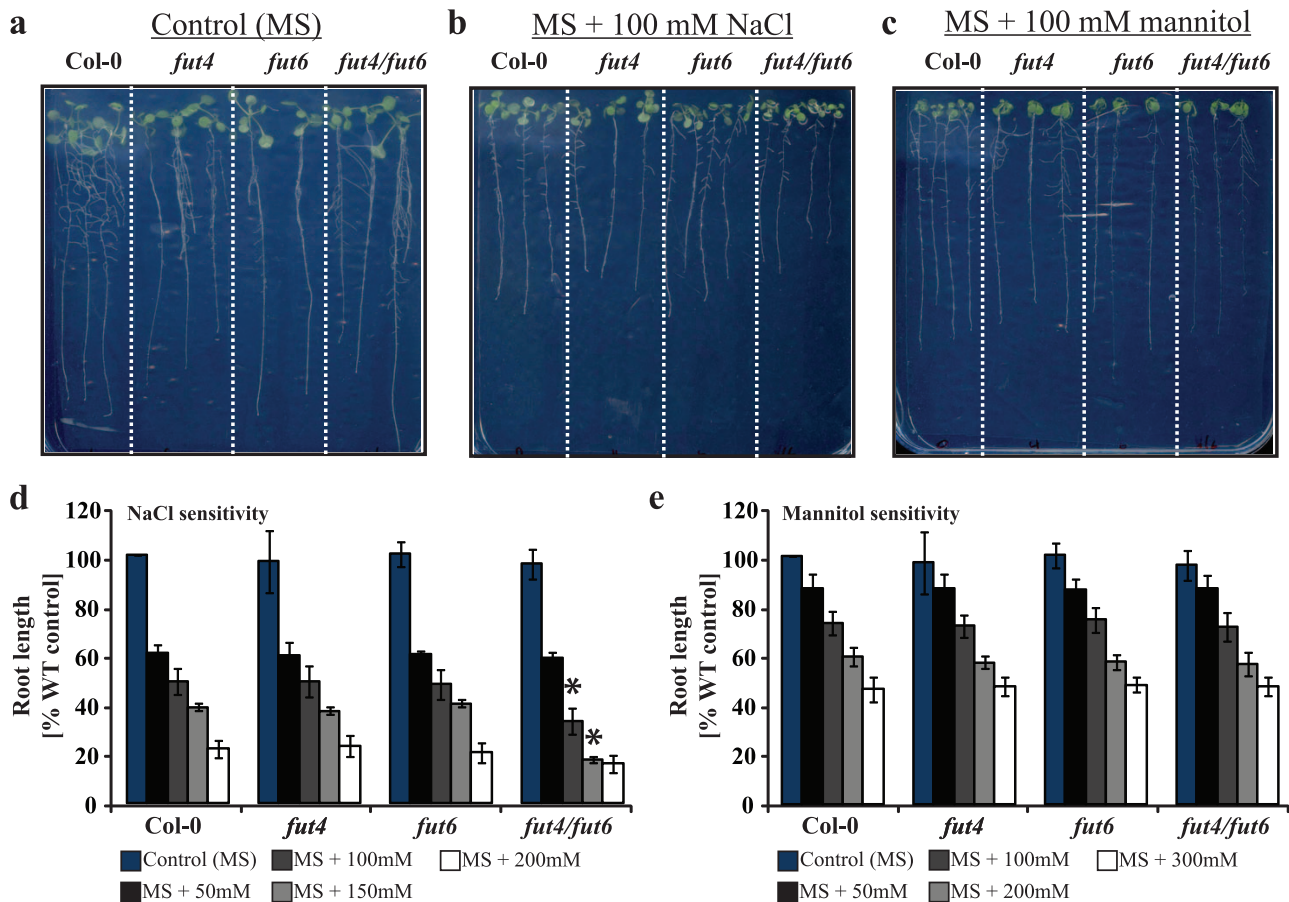 a Control (MS)
Col-0 fut4 fut6 fut4/fut6
b MS + 100 mM NaCl
fut4 fut6 fut4/fut6
Col-0
c MS + 100 mM mannitol
Col-0 fut4 fut6 fut4/fut6
d
NaCl sensitivity
Root length
[% WT control]
120
100
80
60
40
20
0
* *
Col-0 fut4 fut6 fut4/fut6
Control (MS) MS + 100mM MS + 200mM
MS + 50mM MS + 150mM
e
Mannitol sensitivity
Root length
[% WT control]
120
100
80
60
40
20
0
Col-0 fut4 fut6 fut4/fut6
Control (MS) MS + 100mM MS + 300mM
MS + 50mM MS + 200mM